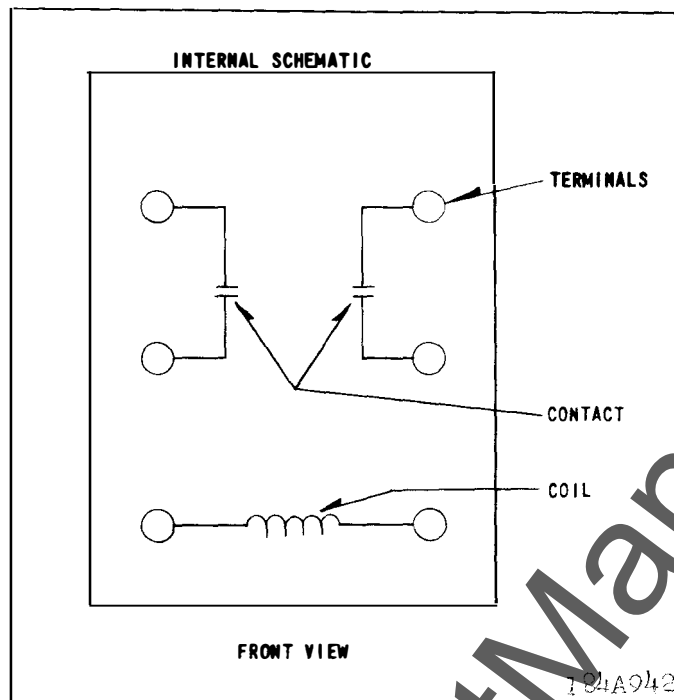 INTERNAL SCHEMATIC
TERMINALS
CONTACT
COIL
FRONT VIEW
184A942